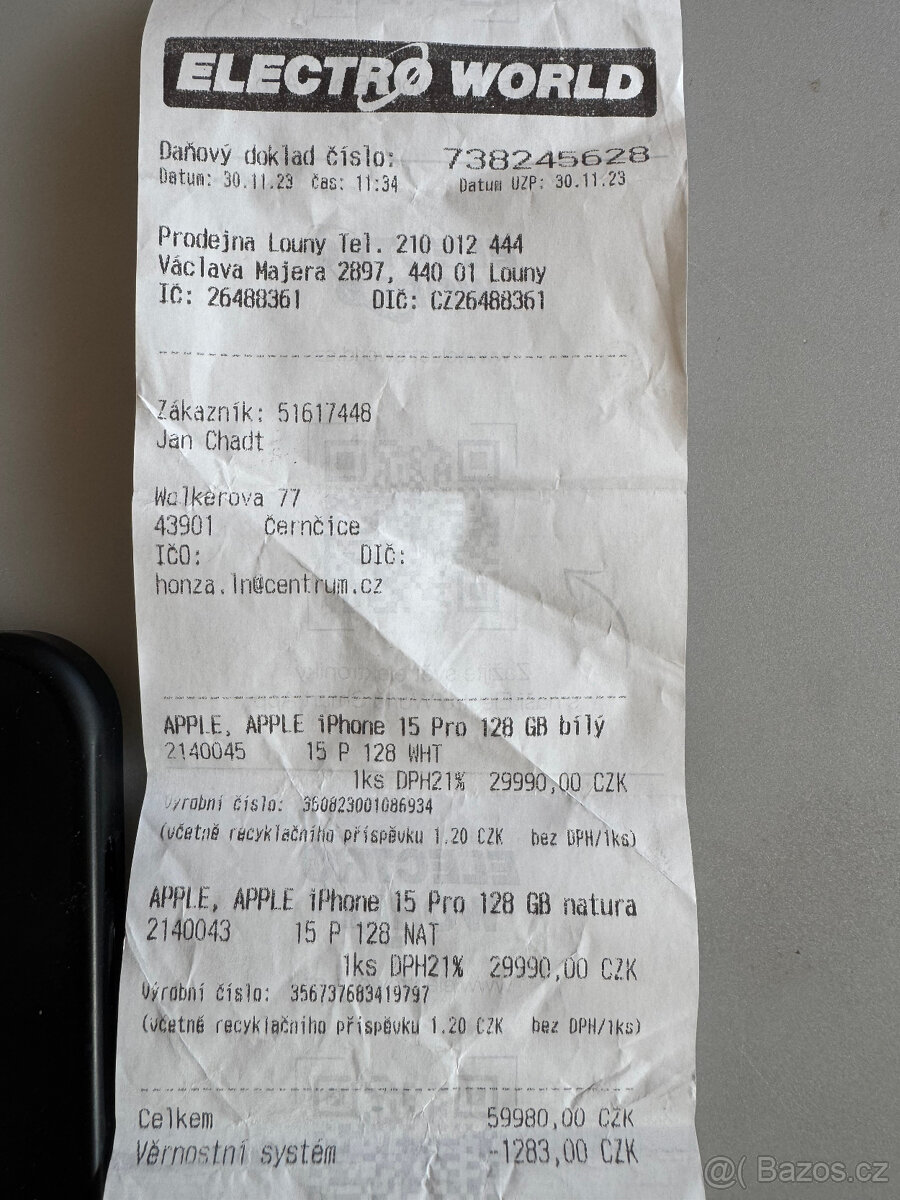 ELECTRO WORLD
Daňový doklad číslo: 738245628
Datum: 30.11.23 čas: 11:34 Datum UZP: 30.11.23
Prodejna Louny Tel. 210 012 444
Václava Majera 2897, 440 01 Louny
IČ: 26488361 DIČ: CZ26488361
Zákazník: 51617448
Jan Chadt
Wolkerova 77
43901 Černčice
IČO: DIČ:
honza.ln@centrum.cz
APPLE, APPLE iPhone 15 Pro 128 GB bílý
2140045 15 P 128 WHT
1ks DPH21% 29990,00 CZK
Výrobní číslo: 350823001086934
(včetně recyklačního příspěvku 1.20 CZK bez DPH/1ks)
APPLE, APPLE iPhone 15 Pro 128 GB natura
2140043 15 P 128 NAT
1ks DPH21% 29990,00 CZK
Výrobní číslo: 356737683419797
(včetně recyklačního příspěvku 1.20 CZK bez DPH/1ks)
Celkem 59980,00 CZK
Věrnostní systém -1283,00 CZK
@( Bazos.cz